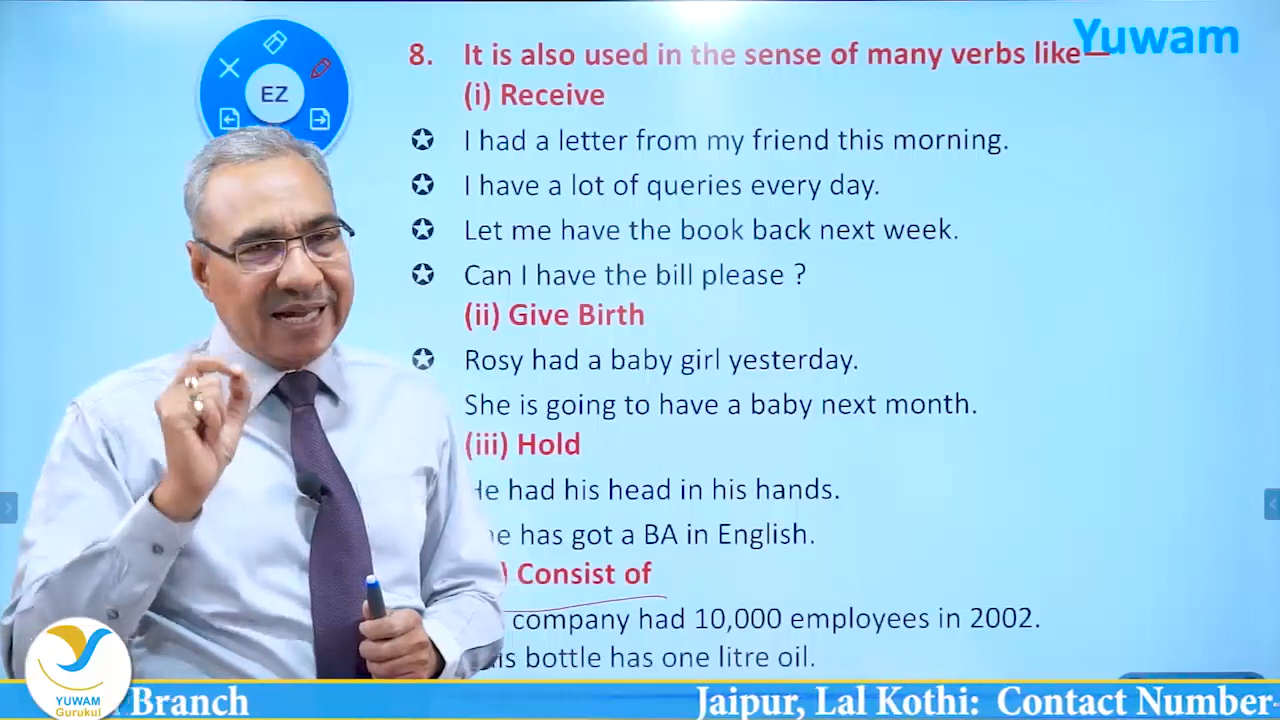 Yuwam
EZ
8. It is also used in the sense of many verbs like—
(i) Receive
I had a letter from my friend this morning.
I have a lot of queries every day.
Let me have the book back next week.
Can I have the bill please ?
(ii) Give Birth
Rosy had a baby girl yesterday.
She is going to have a baby next month.
(iii) Hold
He had his head in his hands.
has got a BA in English.
) Consist of
company had 10,000 employees in 2002.
bottle has one litre oil.
YUWAM
Gurukul
Branch
Jaipur, Lal Kothi: Contact Number-